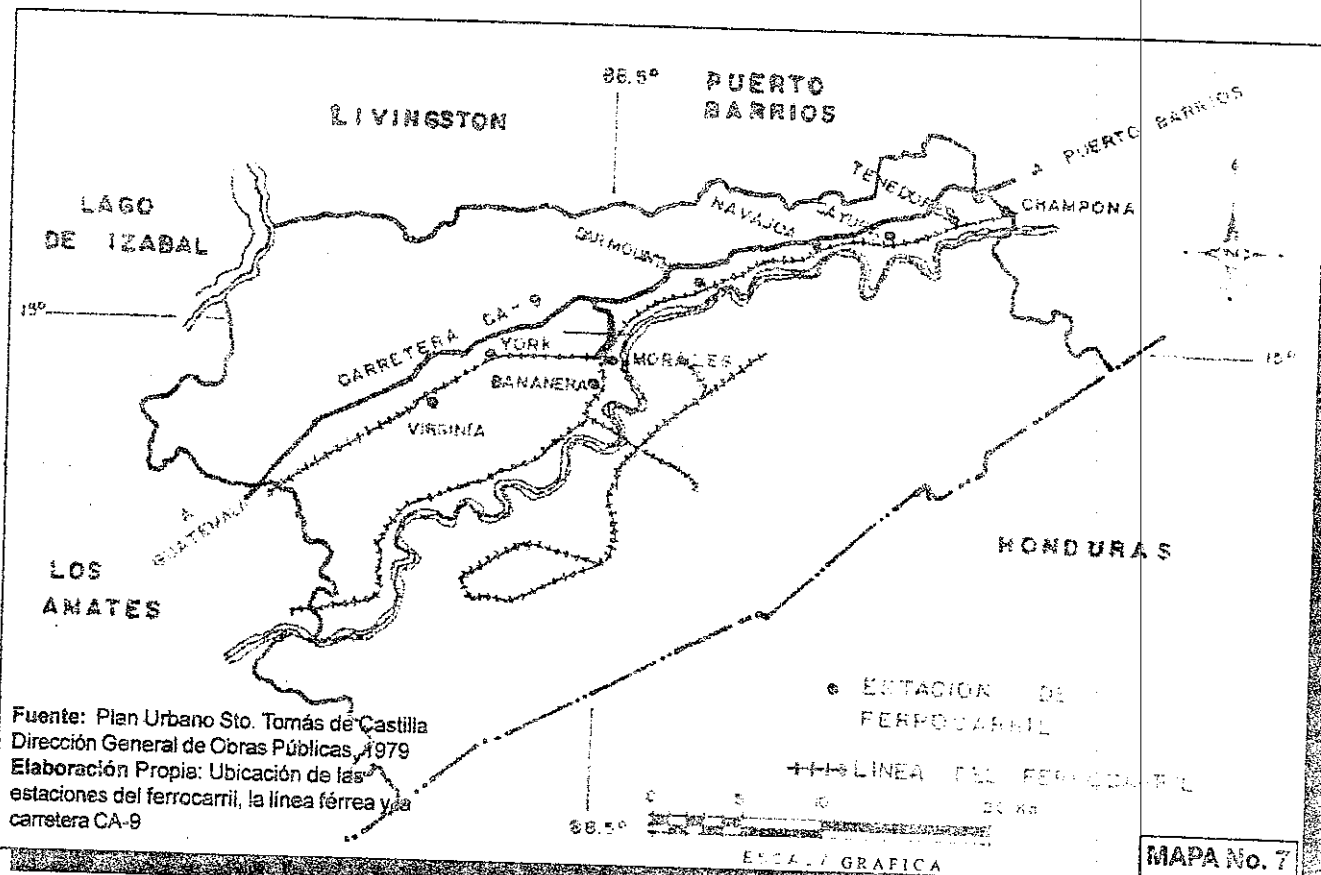 88.5°
PUERTO
BARRIOS
LIVINGSTON
A PUERTO BARRIOS
LAGO
DE IZABAL
TENEDORES
CAYUGA
NAVAJOA
CHAMPONA
15°
CARRETERA CA-9
YORK
MORALES
BANANERA
VIRGINIA
15°
A
GUATEMALA
LOS
AMATES
HONDURAS
ESTACION DE
FERROCARRIL
LINEA DEL FERROCARRIL
Fuente: Plan Urbano Sto. Tomás de Castilla
Dirección General de Obras Públicas, 1979
Elaboración Propia: Ubicación de las
estaciones del ferrocarril, la línea férrea y la
carretera CA-9
0 5 10 20 Km
88.5°
ESCALA GRAFICA
MAPA No. 7